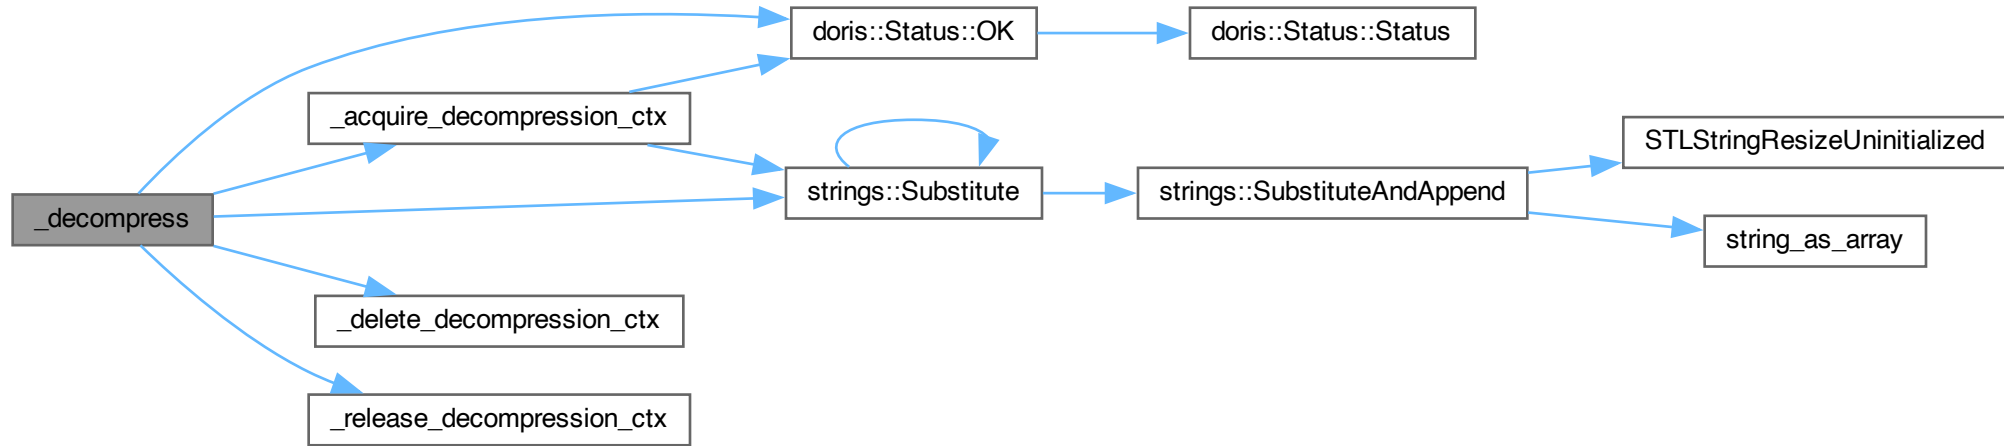 _decompress
doris::Status::OK
doris::Status::Status
_acquire_decompression_ctx
strings::Substitute
strings::SubstituteAndAppend
STLStringResizeUninitialized
string_as_array
_delete_decompression_ctx
_release_decompression_ctx